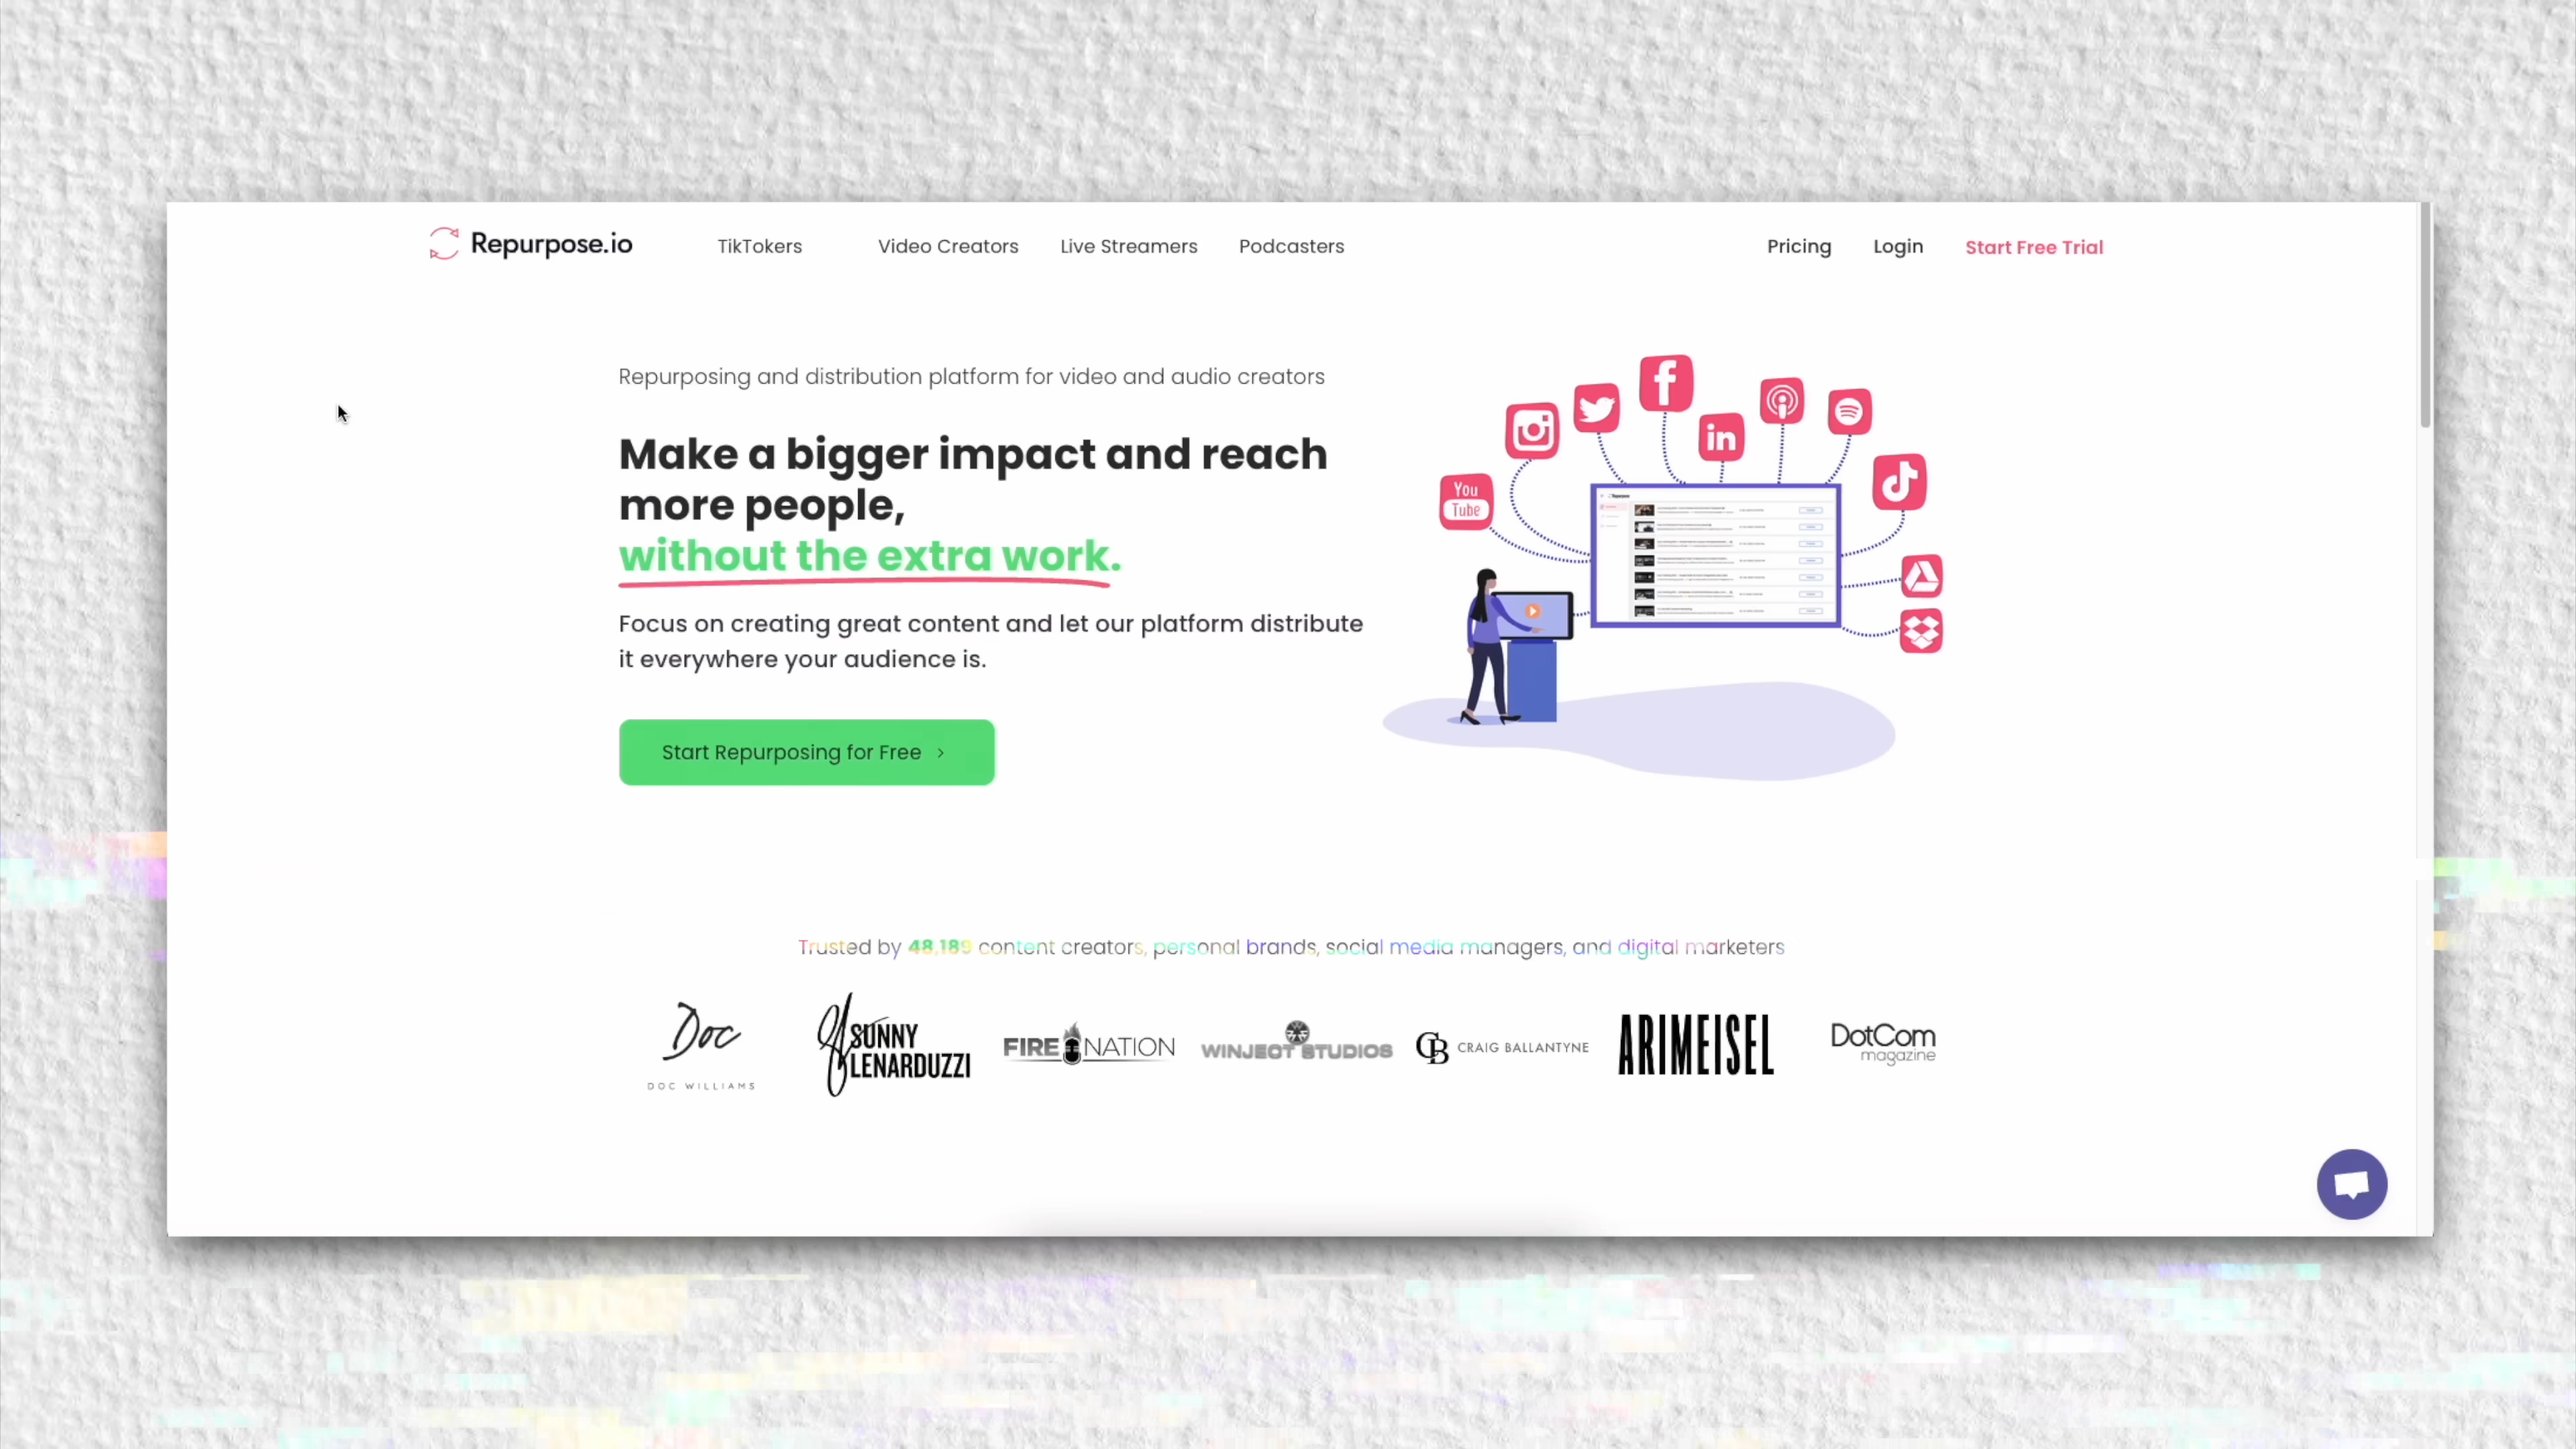 Repurpose.io
TikTokers
Video Creators
Live Streamers
Podcasters
Pricing
Login
Start Free Trial
Repurposing and distribution platform for video and audio creators
Make a bigger impact and reach
more people,
without the extra work.
Focus on creating great content and let our platform distribute
it everywhere your audience is.
Start Repurposing for Free >
You
Tube
f
in
Trusted by 48,189 content creators, personal brands, social media managers, and digital marketers
Doc
DOC WILLIAMS
SUNNY
LENARDUZZI
FIRE NATION
WINJECT STUDIOS
CB CRAIG BALLANTYNE
ARIMEISEL
DotCom
magazine